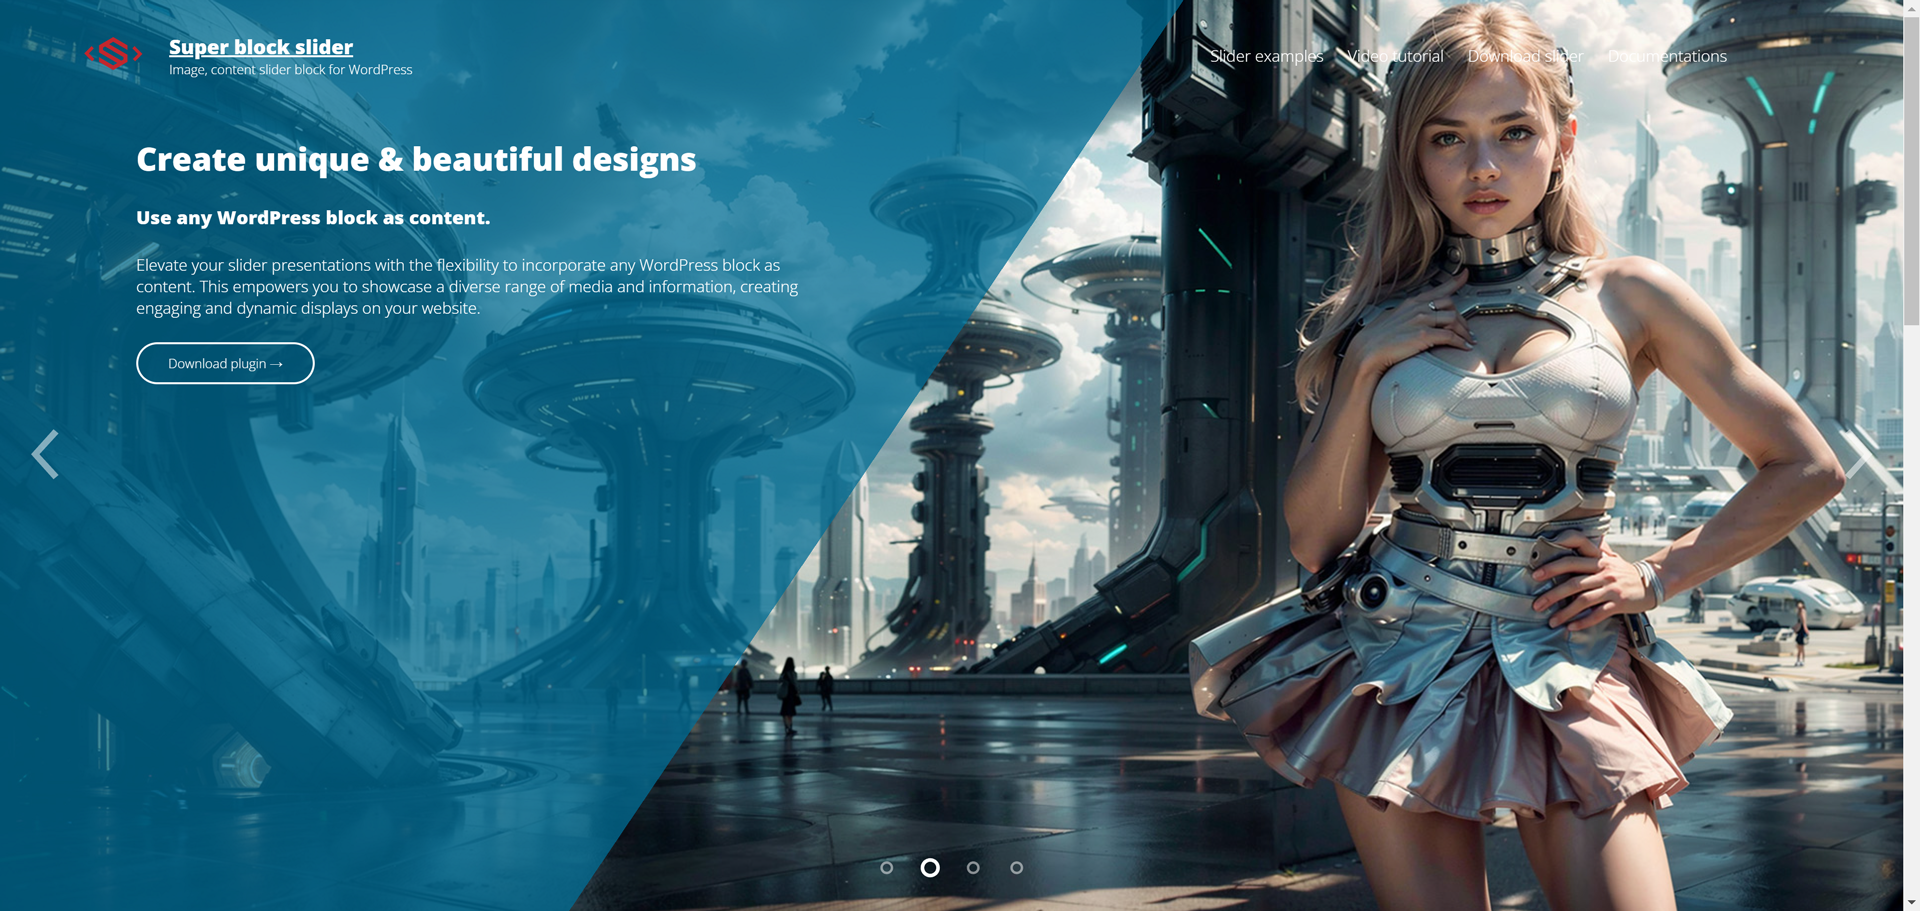 Super block slider
Image, content slider block for WordPress
Slider examples
Video tutorial
Download slider
Documentations
Create unique & beautiful designs
Use any WordPress block as content.
Elevate your slider presentations with the flexibility to incorporate any WordPress block as
content. This empowers you to showcase a diverse range of media and information, creating
engaging and dynamic displays on your website.
Download plugin →